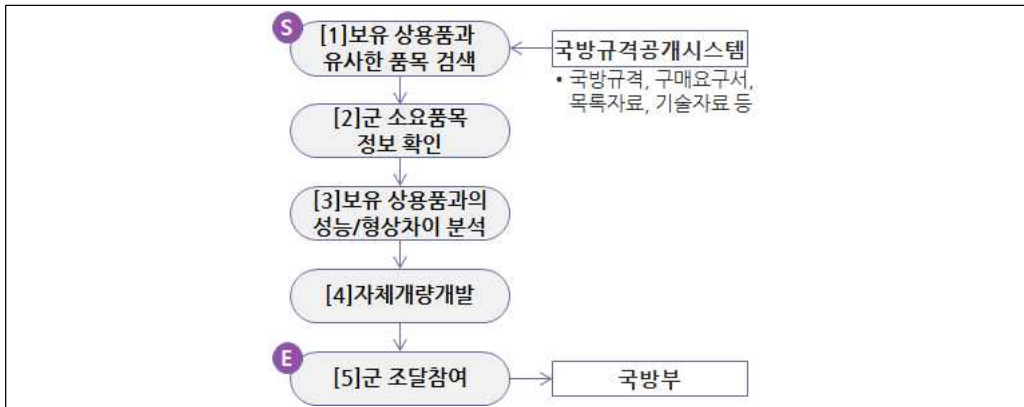 S
[1]보유 상용품과
유사한 품목 검색
국방규격공개시스템
• 국방규격, 구매요구서,
목록자료, 기술자료 등
[2]군 소요품목
정보 확인
[3]보유 상용품과의
성능/형상차이 분석
[4]자체개량개발
E
[5]군 조달참여
국방부